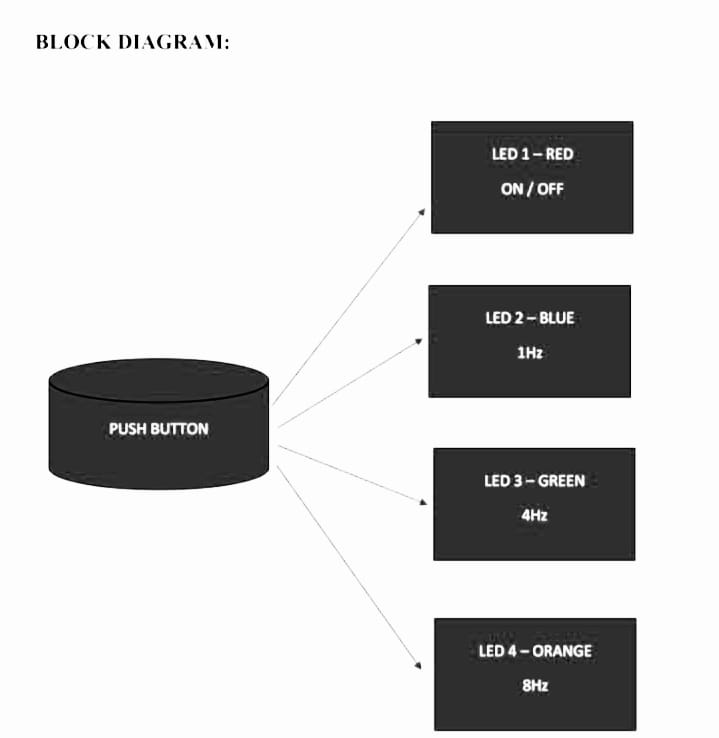 BLOCK DIAGRAM:
LED 1 – RED
ON / OFF
LED 2 – BLUE
1Hz
PUSH BUTTON
LED 3 – GREEN
4Hz
LED 4 – ORANGE
8Hz